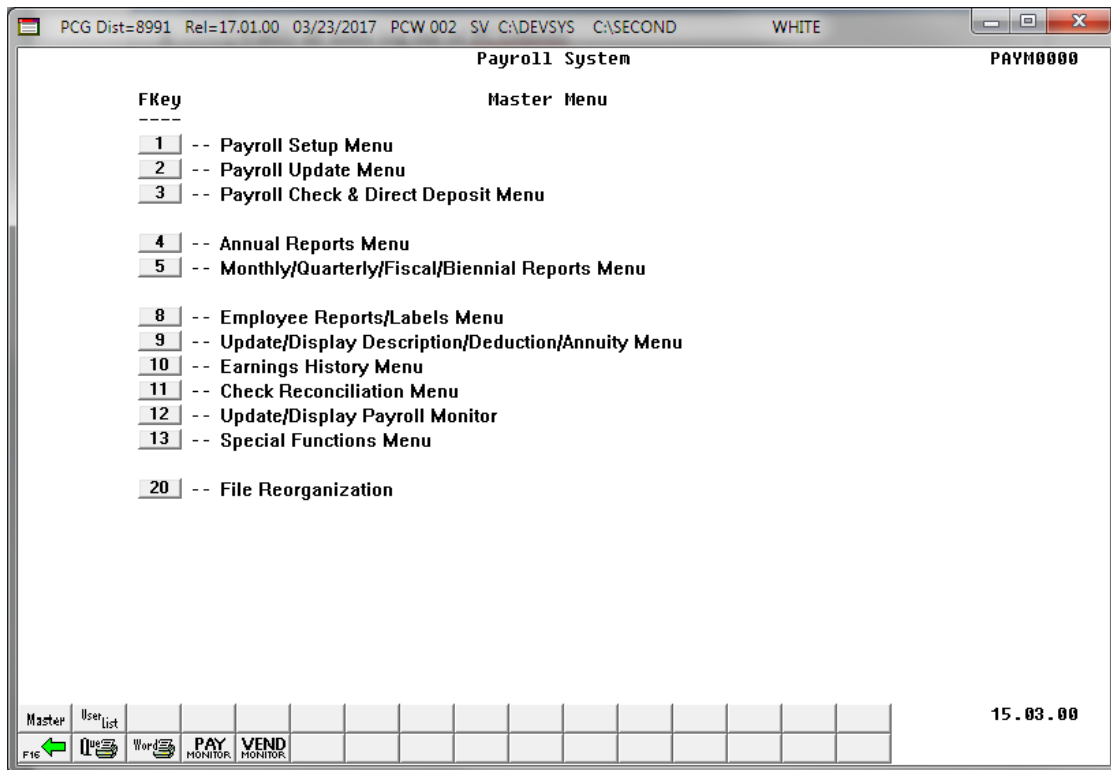 PCG Dist=8991 Rel=17.01.00 03/23/2017 PCW 002 SV C:\DEVSYS C:\SECOND WHITE
Payroll System PAYM0000
FKey Master Menu
----
1 -- Payroll Setup Menu
2 -- Payroll Update Menu
3 -- Payroll Check & Direct Deposit Menu
4 -- Annual Reports Menu
5 -- Monthly/Quarterly/Fiscal/Biennial Reports Menu
8 -- Employee Reports/Labels Menu
9 -- Update/Display Description/Deduction/Annuity Menu
10 -- Earnings History Menu
11 -- Check Reconciliation Menu
12 -- Update/Display Payroll Monitor
13 -- Special Functions Menu
20 -- File Reorganization
Master User List 15.03.00
F16 Que Word PAY MONITOR VEND MONITOR